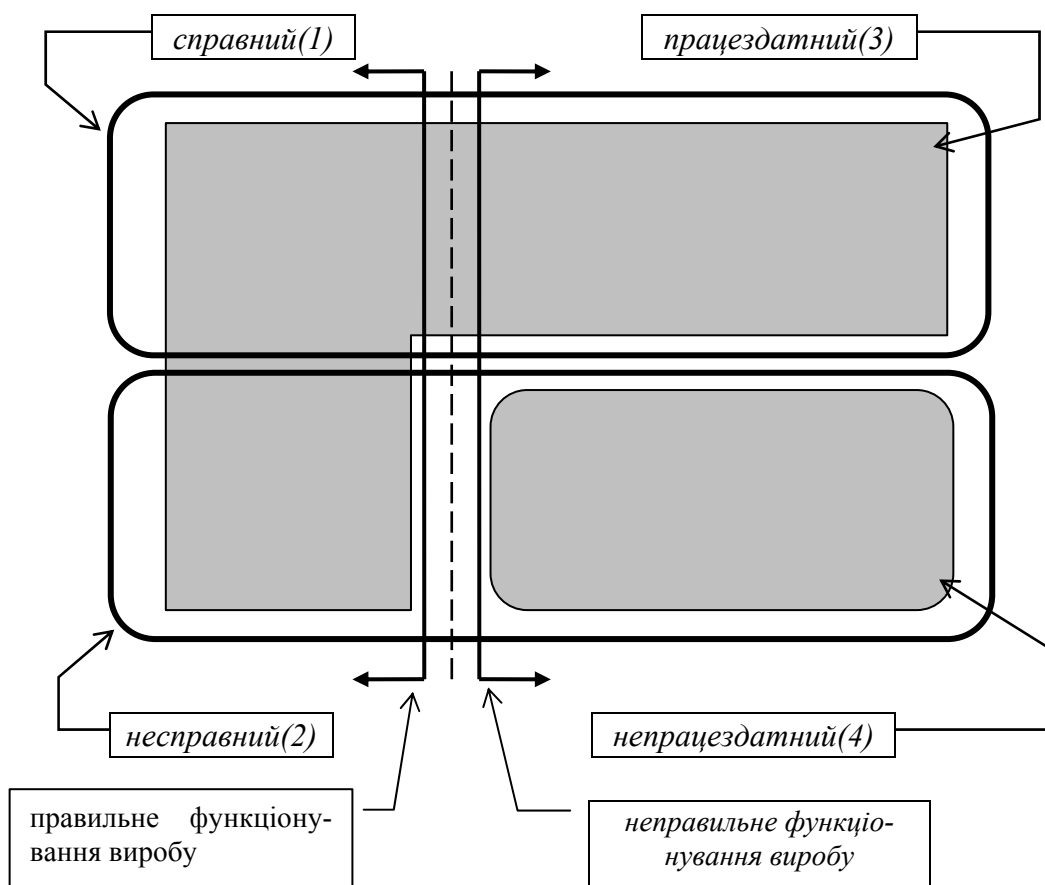 справний(1)
працездатний(3)
несправний(2)
непрацездатний(4)
правильне функціону-
вання виробу
неправильне функціо-
нування виробу